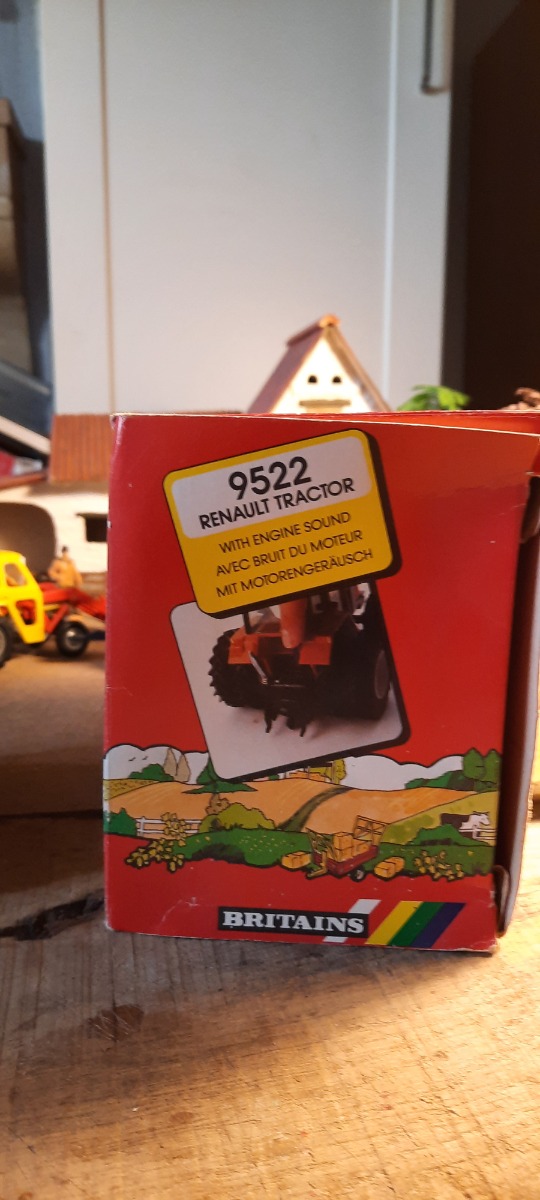 9522
RENAULT TRACTOR
WITH ENGINE SOUND
AVEC BRUIT DU MOTEUR
MIT MOTORENGERÄUSCH
BRITAINS